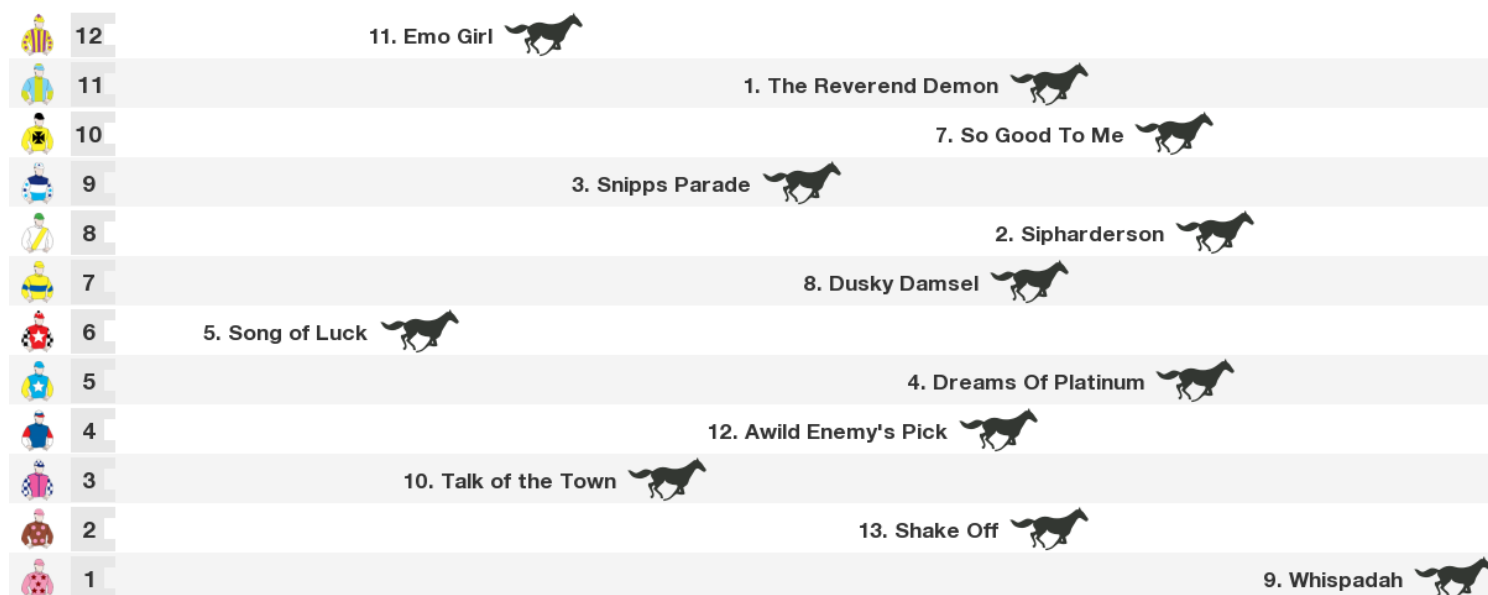 12 11. Emo Girl
11 1. The Reverend Demon
10 7. So Good To Me
9 3. Snipps Parade
8 2. Sipharderson
7 8. Dusky Damsel
6 5. Song of Luck
5 4. Dreams Of Platinum
4 12. Awild Enemy's Pick
3 10. Talk of the Town
2 13. Shake Off
1 9. Whispadah